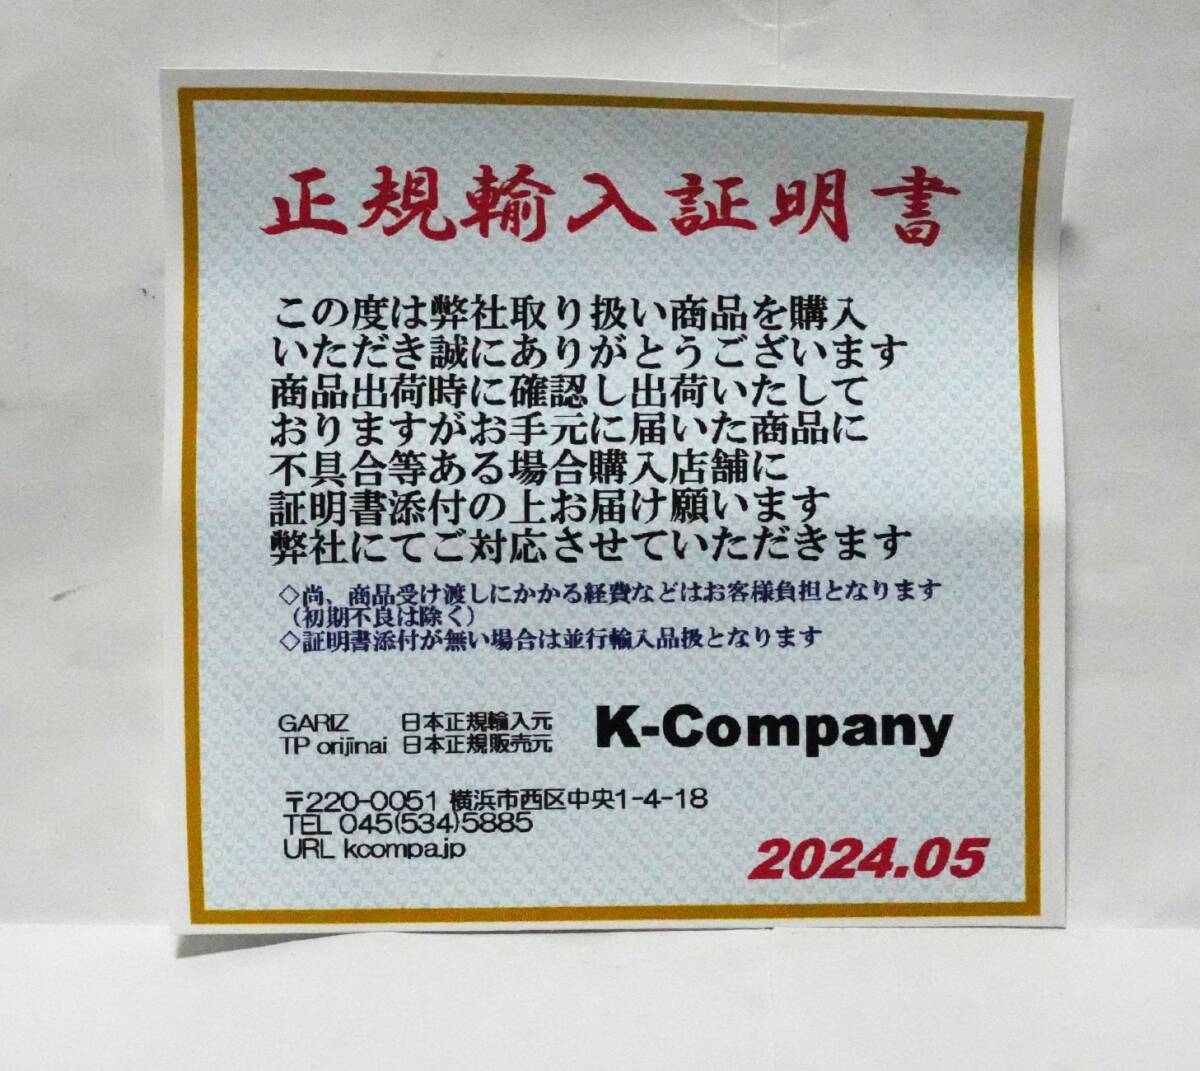 正規輸入証明書
この度は弊社取り扱い商品を購入
いただき誠にありがとうございます
商品出荷時に確認し出荷いたして
おりますがお手元に届いた商品に
不具合等ある場合購入店舗に
証明書添付の上お届け願います
弊社にてご対応させていただきます
◇尚、商品受け渡しにかかる経費などはお客様負担となります
(初期不良は除く)
◇証明書添付が無い場合は並行輸入品扱となります
GARIZ 日本正規輸入元
TP orijinai 日本正規販売元
K-Company
〒220-0051 横浜市西区中央1-4-18
TEL 045(534)5885
URL kcompa.jp
2024.05